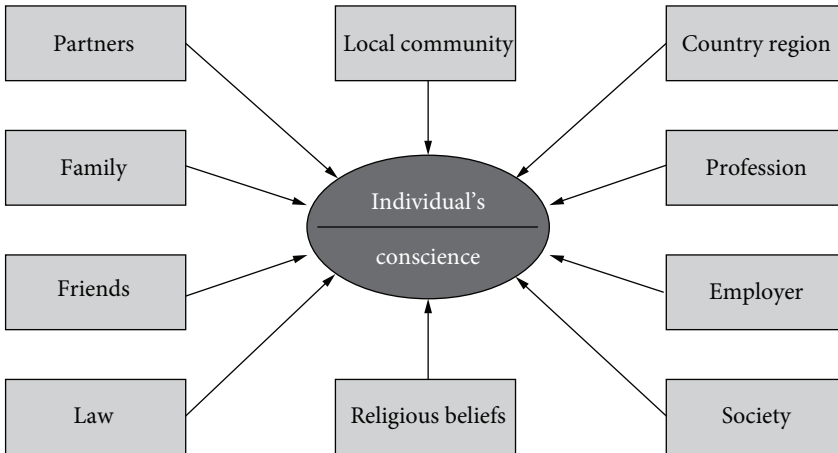 Partners
Local community
Country region
Family
Profession
Individual's
conscience
Friends
Employer
Law
Religious beliefs
Society